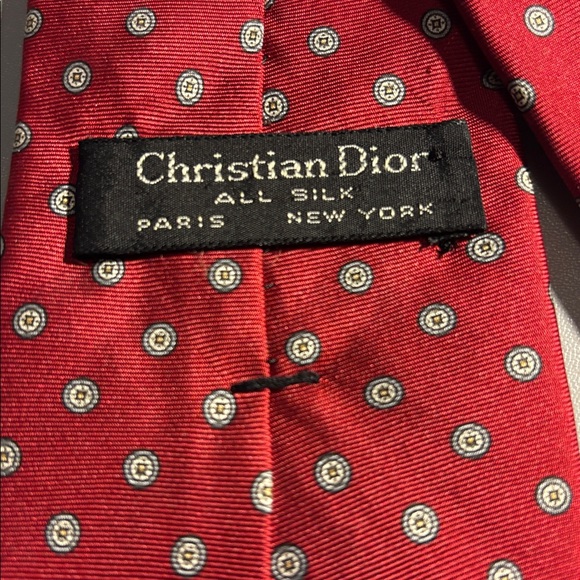 Christian Dior
ALL SILK
PARIS NEW YORK